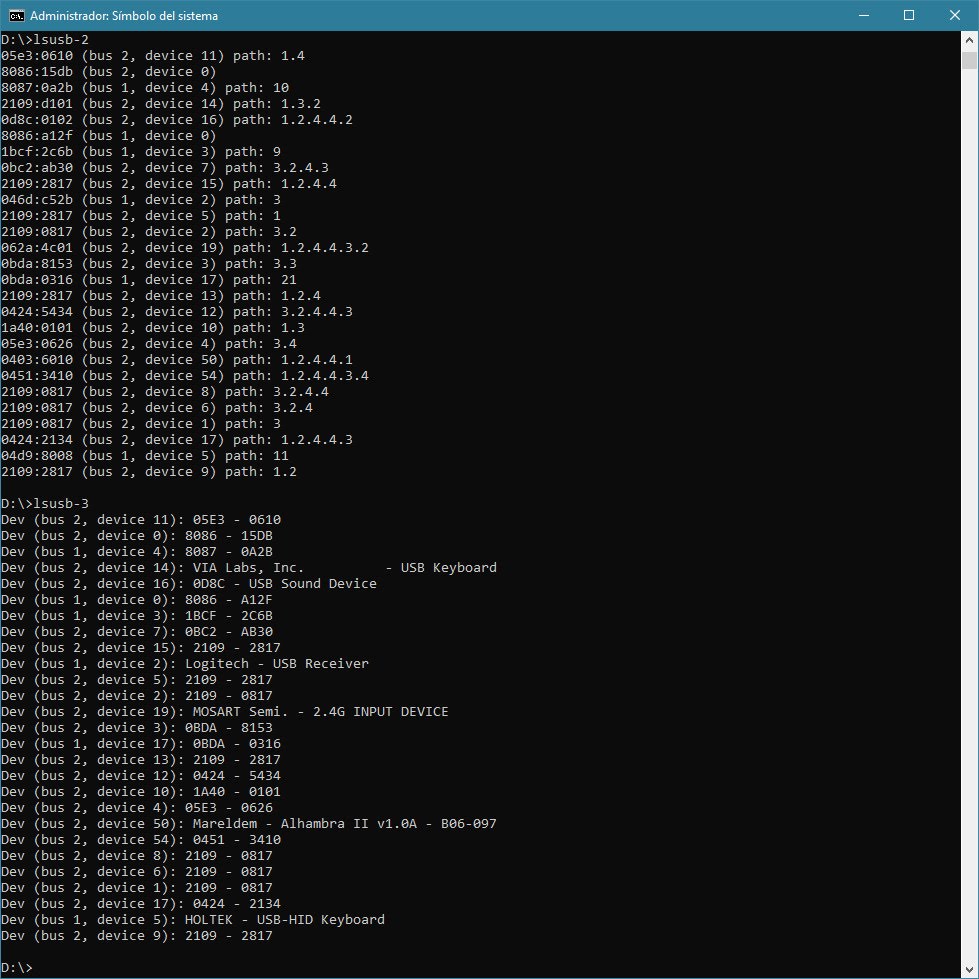 Administrador: Símbolo del sistema
D:\>lsusb-2
05e3:0610 (bus 2, device 11) path: 1.4
8086:15db (bus 2, device 0)
8087:0a2b (bus 1, device 4) path: 10
2109:d101 (bus 2, device 14) path: 1.3.2
0d8c:0102 (bus 2, device 16) path: 1.2.4.4.2
8086:a12f (bus 1, device 0)
1bcf:2c6b (bus 1, device 3) path: 9
0bc2:ab30 (bus 2, device 7) path: 3.2.4.3
2109:2817 (bus 2, device 15) path: 1.2.4.4
046d:c52b (bus 1, device 2) path: 3
2109:2817 (bus 2, device 5) path: 1
2109:0817 (bus 2, device 2) path: 3.2
062a:4c01 (bus 2, device 19) path: 1.2.4.4.3.2
0bda:8153 (bus 2, device 3) path: 3.3
0bda:0316 (bus 1, device 17) path: 21
2109:2817 (bus 2, device 13) path: 1.2.4
0424:5434 (bus 2, device 12) path: 3.2.4.4.3
1a40:0101 (bus 2, device 10) path: 1.3
05e3:0626 (bus 2, device 4) path: 3.4
0403:6010 (bus 2, device 50) path: 1.2.4.4.1
0451:3410 (bus 2, device 54) path: 1.2.4.4.3.4
2109:0817 (bus 2, device 8) path: 3.2.4.4
2109:0817 (bus 2, device 6) path: 3.2.4
2109:0817 (bus 2, device 1) path: 3
0424:2134 (bus 2, device 17) path: 1.2.4.4.3
04d9:8008 (bus 1, device 5) path: 11
2109:2817 (bus 2, device 9) path: 1.2
D:\>lsusb-3
Dev (bus 2, device 11): 05E3 - 0610
Dev (bus 2, device 0): 8086 - 15DB
Dev (bus 1, device 4): 8087 - 0A2B
Dev (bus 2, device 14): VIA Labs, Inc.          - USB Keyboard
Dev (bus 2, device 16): 0D8C - USB Sound Device
Dev (bus 1, device 0): 8086 - A12F
Dev (bus 1, device 3): 1BCF - 2C6B
Dev (bus 2, device 7): 0BC2 - AB30
Dev (bus 2, device 15): 2109 - 2817
Dev (bus 1, device 2): Logitech - USB Receiver
Dev (bus 2, device 5): 2109 - 2817
Dev (bus 2, device 2): 2109 - 0817
Dev (bus 2, device 19): MOSART Semi. - 2.4G INPUT DEVICE
Dev (bus 2, device 3): 0BDA - 8153
Dev (bus 1, device 17): 0BDA - 0316
Dev (bus 2, device 13): 2109 - 2817
Dev (bus 2, device 12): 0424 - 5434
Dev (bus 2, device 10): 1A40 - 0101
Dev (bus 2, device 4): 05E3 - 0626
Dev (bus 2, device 50): Mareldem - Alhambra II v1.0A - B06-097
Dev (bus 2, device 54): 0451 - 3410
Dev (bus 2, device 8): 2109 - 0817
Dev (bus 2, device 6): 2109 - 0817
Dev (bus 2, device 1): 2109 - 0817
Dev (bus 2, device 17): 0424 - 2134
Dev (bus 1, device 5): HOLTEK - USB-HID Keyboard
Dev (bus 2, device 9): 2109 - 2817
D:\>